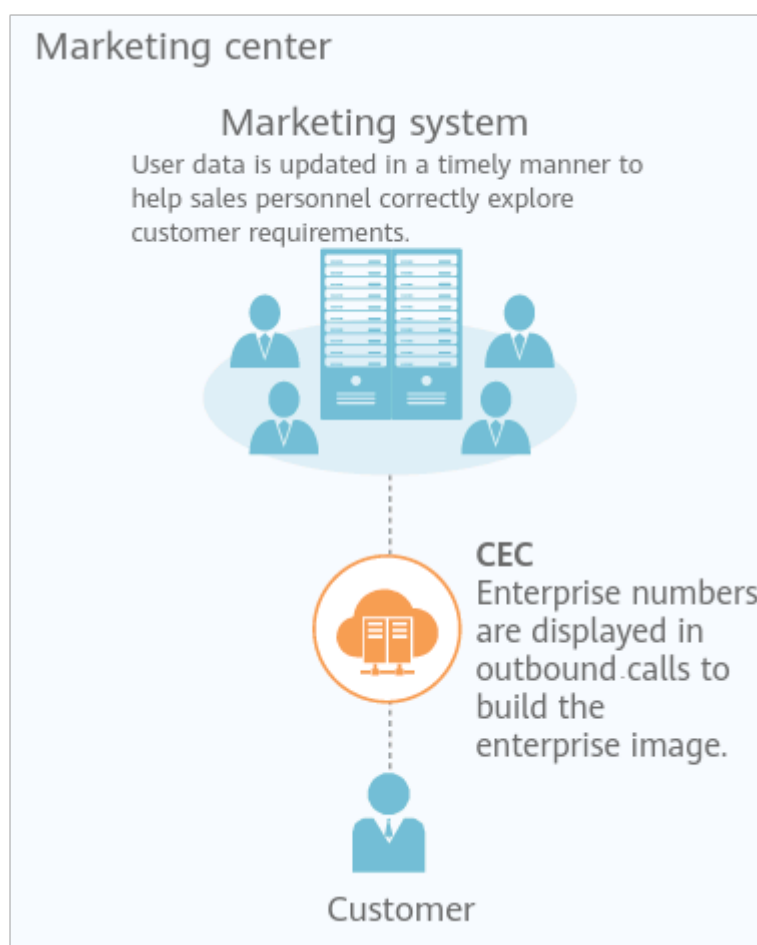 Marketing center
Marketing system
User data is updated in a timely manner to
help sales personnel correctly explore
customer requirements.
CEC
Enterprise numbers
are displayed in
outbound calls to
build the
enterprise image.
Customer